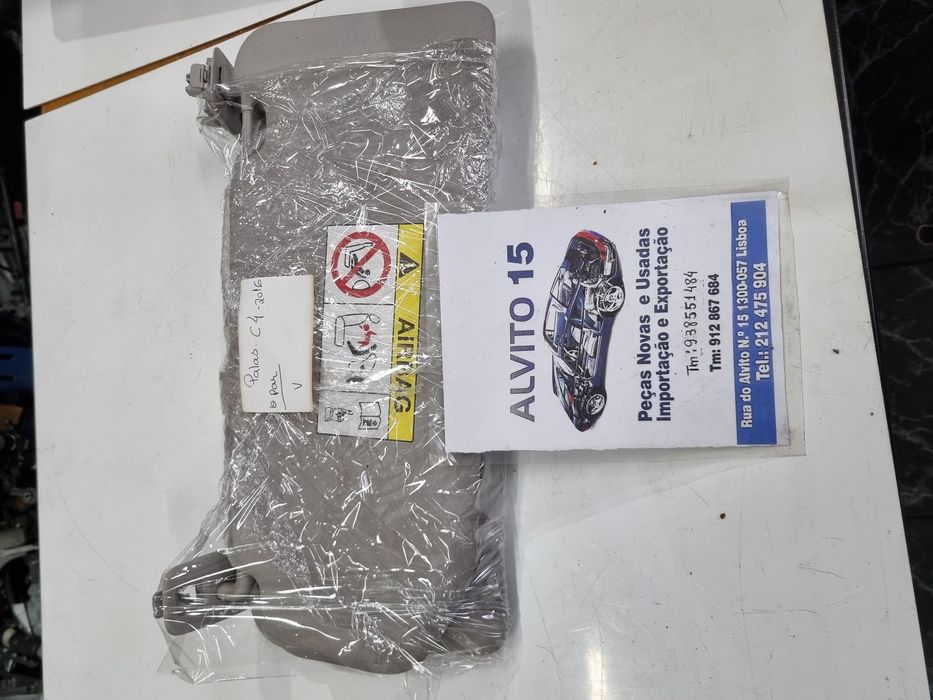 Palas C4-2016
o Par
V
AIRBAG
ALVITO 15
Peças Novas e Usadas
Importação e Exportação
Tm: 938551484
Tm: 912 867 684
Rua do Alvito N.º 15 1300-057 Lisboa
Tel.: 212 475 904